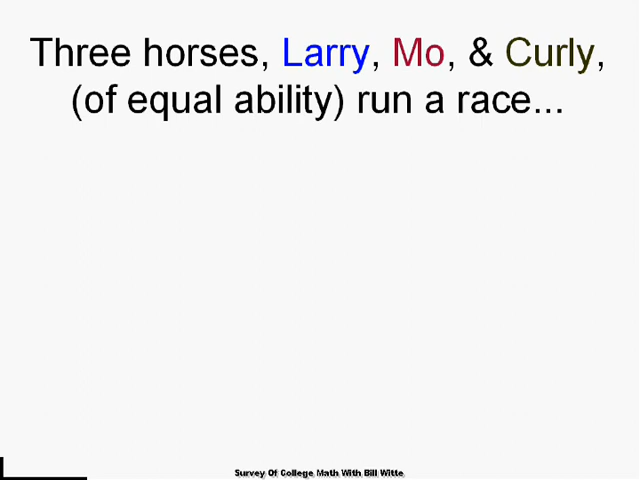 Three horses, Larry, Mo, & Curly,
(of equal ability) run a race...
Survey Of College Math With Bill Witte